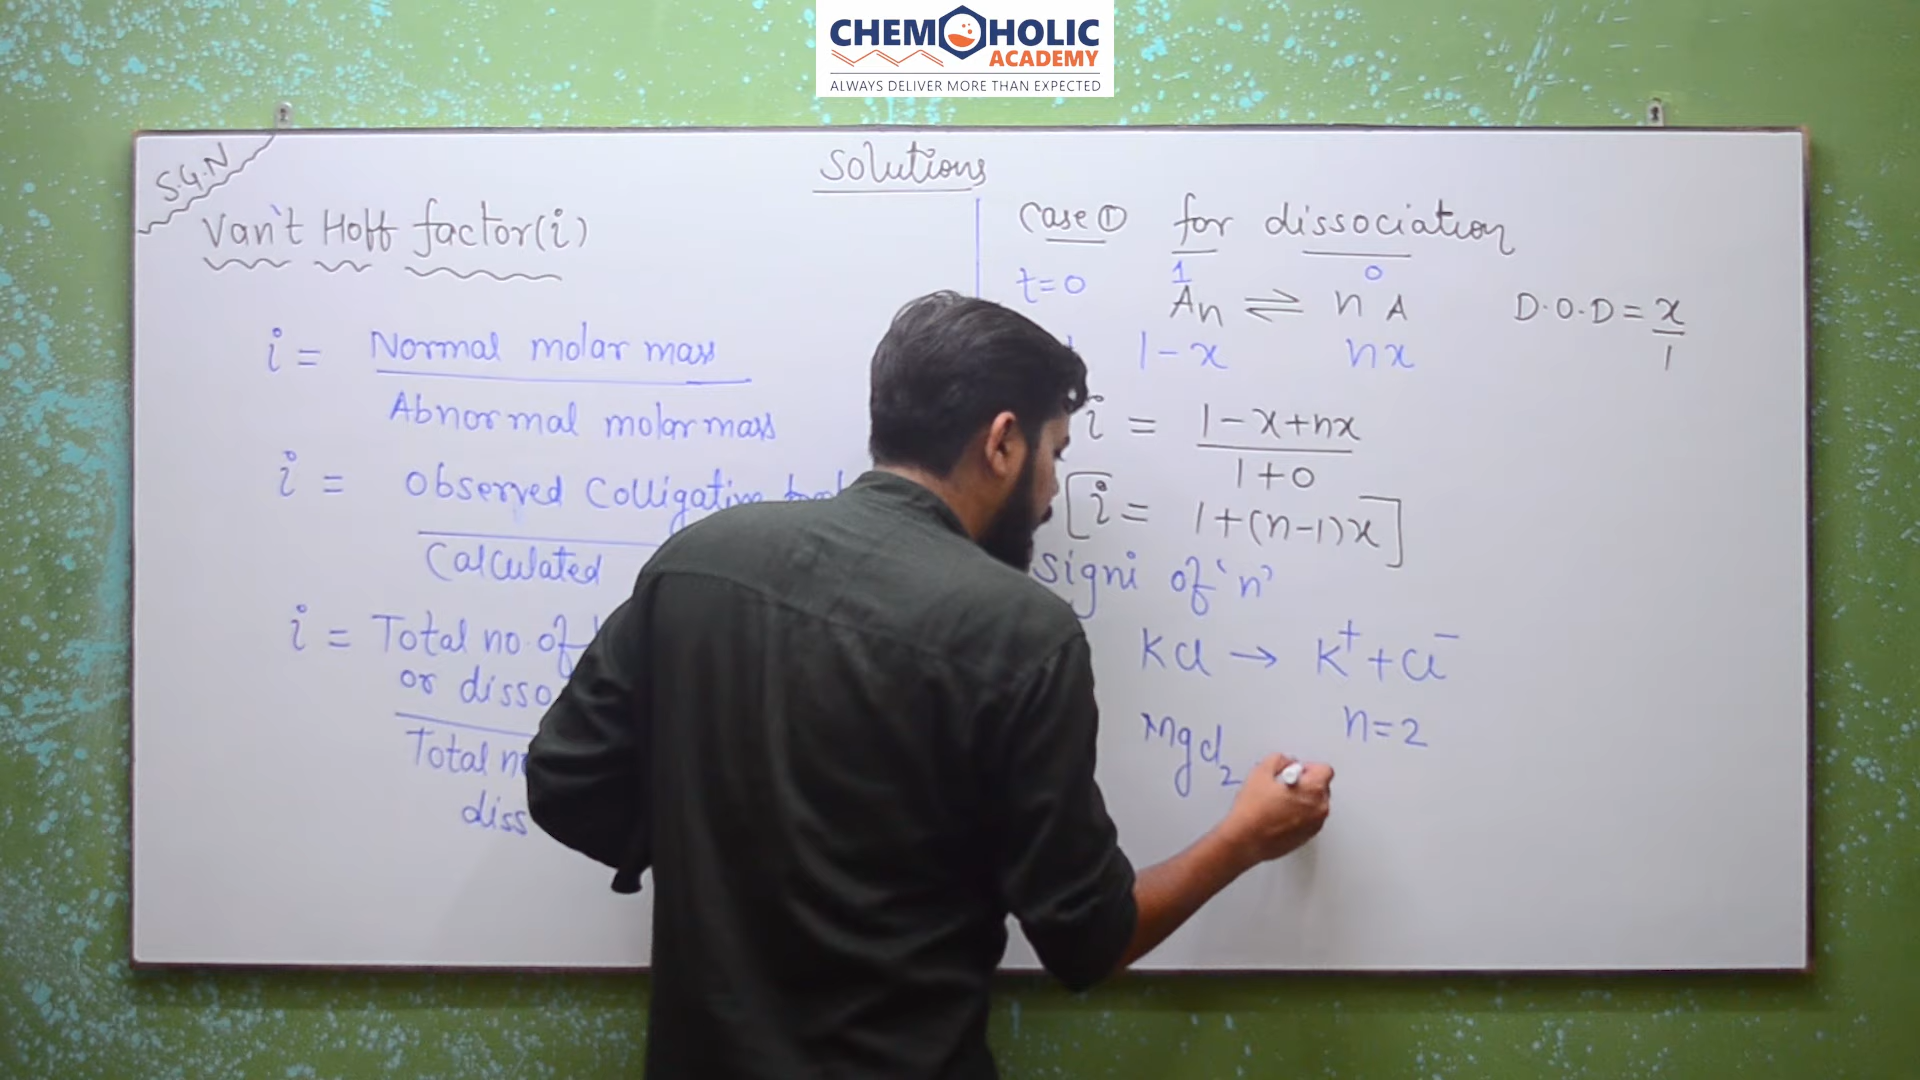 CHEMOHOLIC
ACADEMY
ALWAYS DELIVER MORE THAN EXPECTED
S.G.N
Solutions
Van't Hoff factor(i)
i = Normal molar mass
Abnormal molar mass
i = Observed Colligative
Calculated
i = Total no. of
or disso
Total n
diss
Case ① for dissociation
1 0
t=0 An ⇌ n A D.O.D = x/1
1-x nx
i = 1-x+nx
1+0
[i = 1+(n-1)x]
Signi of 'n'
KCl → K⁺ + Cl⁻
n=2
MgCl₂